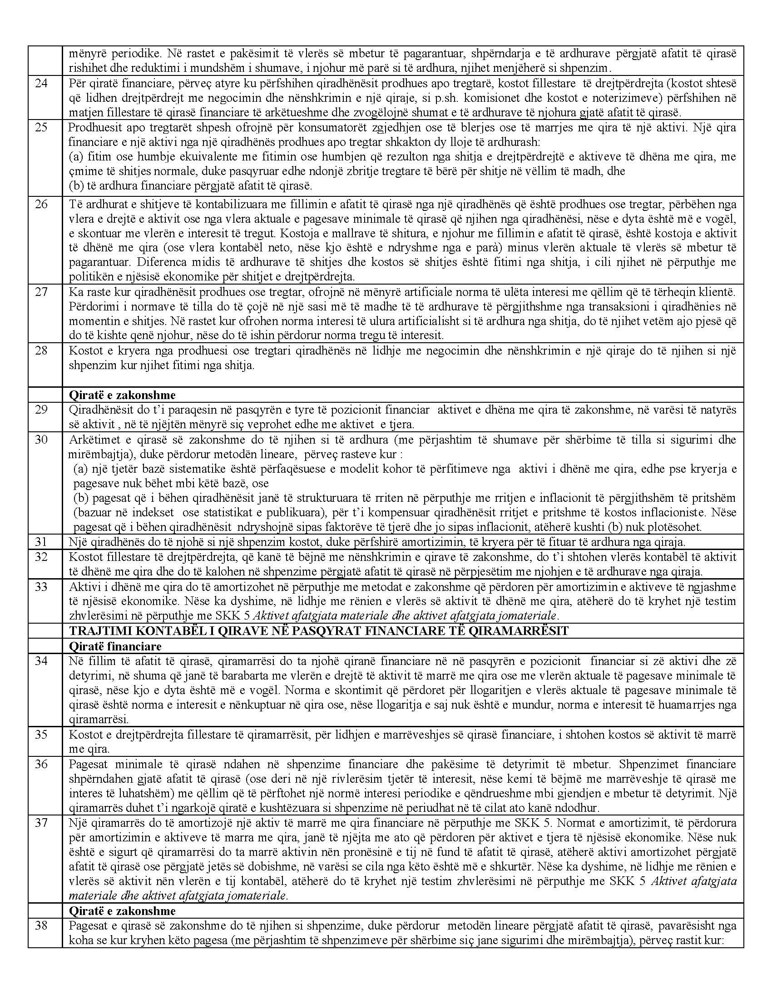 mënyrë periodike. Në rastet e pakësimit të vlerës së mbetur të pagarantuar, shpërndarja e të ardhurave përgjatë afatit të qirasë
rishihet dhe reduktimi i mundshëm i shumave, i njohur më parë si të ardhura, njihet menjëherë si shpenzim.
24 Për qiratë financiare, përveç atyre ku përfshihen qiradhënësit prodhues apo tregtarë, kostot fillestare të drejtpërdrejta (kostot shtesë
që lidhen drejtpërdrejt me negocimin dhe nënshkrimin e një qiraje, si p.sh. komisionet dhe kostot e noterizimeve) përfshihen në
matjen fillestare të qirasë financiare të arkëtueshme dhe zvogëlojnë shumat e të ardhurave të njohura gjatë afatit të qirasë.
25 Prodhuesit apo tregtarët shpesh ofrojnë për konsumatorët zgjedhjen ose të blerjes ose të marrjes me qira të një aktivi. Një qira
financiare e një aktivi nga një qiradhënës prodhues apo tregtar shkakton dy lloje të ardhurash:
(a) fitim ose humbje ekuivalente me fitimin ose humbjen që rezulton nga shitja e drejtpërdrejtë e aktiveve të dhëna me qira, me
çmime të shitjes normale, duke pasqyruar edhe ndonjë zbritje tregtare të bërë për shitje në vëllim të madh, dhe
(b) të ardhura financiare përgjatë afatit të qirasë.
26 Të ardhurat e shitjeve të kontabilizuara me fillimin e afatit të qirasë nga një qiradhënës që është prodhues ose tregtar, përbëhen nga
vlera e drejtë e aktivit ose nga vlera aktuale e pagesave minimale të qirasë që njihen nga qiradhënësi, nëse e dyta është më e vogël,
e skontuar me vlerën e interesit të tregut. Kostoja e mallrave të shitura, e njohur me fillimin e afatit të qirasë, është kostoja e aktivit
të dhënë me qira (ose vlera kontabël neto, nëse kjo është e ndryshme nga e parà) minus vlerën aktuale të vlerës së mbetur të
pagarantuar. Diferenca midis të ardhurave të shitjes dhe kostos së shitjes është fitimi nga shitja, i cili njihet në përputhje me
politikën e njësisë ekonomike për shitjet e drejtpërdrejta.
27 Ka raste kur qiradhënësit prodhues ose tregtar, ofrojnë në mënyrë artificiale norma të ulëta interesi me qëllim që të tërheqin klientë.
Përdorimi i normave të tilla do të çojë në një sasi më të madhe të të ardhurave të përgjithshme nga transaksioni i qiradhënies në
momentin e shitjes. Në rastet kur ofrohen norma interesi të ulura artificialisht si të ardhura nga shitja, do të njihet vetëm ajo pjesë që
do të kishte qenë njohur, nëse do të ishin përdorur norma tregu të interesit.
28 Kostot e kryera nga prodhuesi ose tregtari qiradhënës në lidhje me negocimin dhe nënshkrimin e një qiraje do të njihen si një
shpenzim kur njihet fitimi nga shitja.
Qiratë e zakonshme
29 Qiradhënësit do t’i paraqesin në pasqyrën e tyre të pozicionit financiar aktivet e dhëna me qira të zakonshme, në varësi të natyrës
së aktivit , në të njëjtën mënyrë siç veprohet edhe me aktivet e tjera.
30 Arkëtimet e qirasë së zakonshme do të njihen si të ardhura (me përjashtim të shumave për shërbime të tilla si sigurimi dhe
mirëmbajtja), duke përdorur metodën lineare, përveç rasteve kur :
(a) një tjetër bazë sistematike është përfaqësuese e modelit kohor të përfitimeve nga aktivi i dhënë me qira, edhe pse kryerja e
pagesave nuk bëhet mbi këtë bazë, ose
(b) pagesat që i bëhen qiradhënësit janë të strukturuara të rriten në përputhje me rritjen e inflacionit të përgjithshëm të pritshëm
(bazuar në indekset ose statistikat e publikuara), për t’i kompensuar qiradhënësit rritjet e pritshme të kostos inflacioniste. Nëse
pagesat që i bëhen qiradhënësit ndryshojnë sipas faktorëve të tjerë dhe jo sipas inflacionit, atëherë kushti (b) nuk plotësohet.
31 Një qiradhënës do të njohë si një shpenzim kostot, duke përfshirë amortizimin, të kryera për të fituar të ardhura nga qiraja.
32 Kostot fillestare të drejtpërdrejta, që kanë të bëjnë me nënshkrimin e qirave të zakonshme, do t’i shtohen vlerës kontabël të aktivit
të dhënë me qira dhe do të kalohen në shpenzime përgjatë afatit të qirasë në përpjesëtim me njohjen e të ardhurave nga qiraja.
33 Aktivi i dhënë me qira do të amortizohet në përputhje me metodat e zakonshme që përdoren për amortizimin e aktiveve të ngjashme
të njësisë ekonomike. Nëse ka dyshime, në lidhje me rënien e vlerës së aktivit të dhënë me qira, atëherë do të kryhet një testim
zhvlerësimi në përputhje me SKK 5 Aktivet afatgjata materiale dhe aktivet afatgjata jomateriale.
TRAJTIMI KONTABËL I QIRAVE NË PASQYRAT FINANCIARE TË QIRAMARRËSIT
Qiratë financiare
34 Në fillim të afatit të qirasë, qiramarrësi do ta njohë qiranë financiare në në pasqyrën e pozicionit financiar si zë aktivi dhe zë
detyrimi, në shuma që janë të barabarta me vlerën e drejtë të aktivit të marrë me qira ose me vlerën aktuale të pagesave minimale të
qirasë, nëse kjo e dyta është më e vogël. Norma e skontimit që përdoret për llogaritjen e vlerës aktuale të pagesave minimale të
qirasë është norma e interesit e nënkuptuar në qira ose, nëse llogaritja e saj nuk është e mundur, norma e interesit të huamarrjes nga
qiramarrësi.
35 Kostot e drejtpërdrejta fillestare të qiramarrësit, për lidhjen e marrëveshjes së qirasë financiare, i shtohen kostos së aktivit të marrë
me qira.
36 Pagesat minimale të qirasë ndahen në shpenzime financiare dhe pakësime të detyrimit të mbetur. Shpenzimet financiare
shpërndahen gjatë afatit të qirasë (ose deri në një rivlerësim tjetër të interesit, nëse kemi të bëjmë me marrëveshje të qirasë me
interes të luhatshëm) me qëllim që të përftohet një normë interesi periodike e qëndrueshme mbi gjendjen e mbetur të detyrimit. Një
qiramarrës duhet t’i ngarkojë qiratë e kushtëzuara si shpenzime në periudhat në të cilat ato kanë ndodhur.
37 Një qiramarrës do të amortizojë një aktiv të marrë me qira financiare në përputhje me SKK 5. Normat e amortizimit, të përdorura
për amortizimin e aktiveve të marra me qira, janë të njëjta me ato që përdoren për aktivet e tjera të njësisë ekonomike. Nëse nuk
është e sigurt që qiramarrësi do ta marrë aktivin nën pronësinë e tij në fund të afatit të qirasë, atëherë aktivi amortizohet përgjatë
afatit të qirasë ose përgjatë jetës së dobishme, në varësi se cila nga këto është më e shkurtër. Nëse ka dyshime, në lidhje me rënien e
vlerës së aktivit nën vlerën e tij kontabël, atëherë do të kryhet një testim zhvlerësimi në përputhje me SKK 5 Aktivet afatgjata
materiale dhe aktivet afatgjata jomateriale.
Qiratë e zakonshme
38 Pagesat e qirasë së zakonshme do të njihen si shpenzime, duke përdorur metodën lineare përgjatë afatit të qirasë, pavarësisht nga
koha se kur kryhen këto pagesa (me përjashtim të shpenzimeve për shërbime siç jane sigurimi dhe mirëmbajtja), përveç rastit kur: